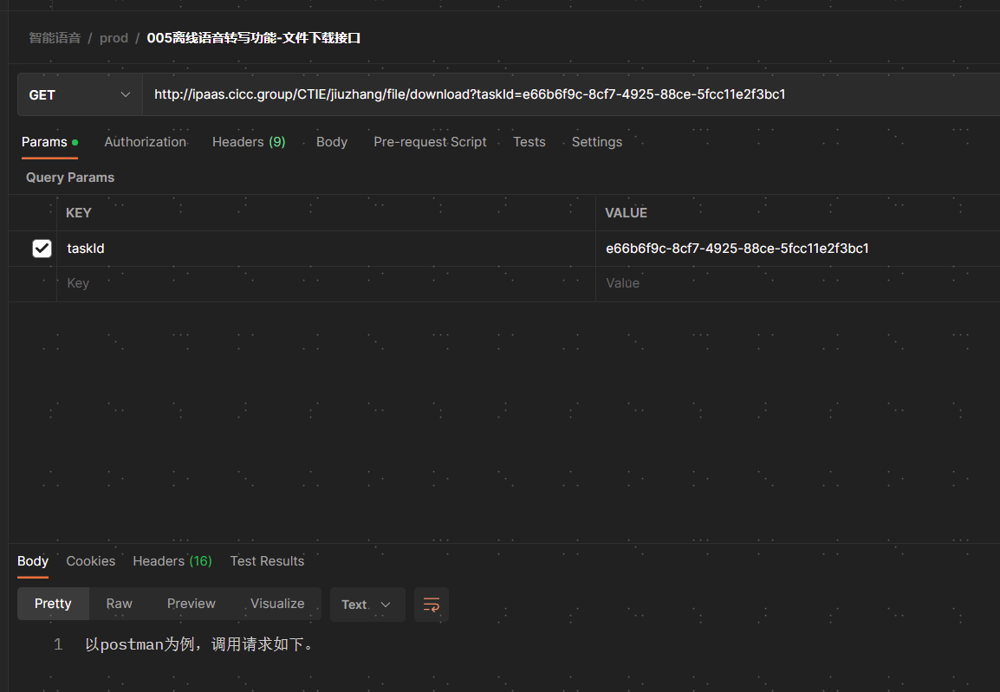 智能语音 / prod / 005离线语音转写功能-文件下载接口
GET http://ipaas.cicc.group/CTIE/jiuzhang/file/download?taskId=e66b6f9c-8cf7-4925-88ce-5fcc11e2f3bc1
Params Authorization Headers (9) Body Pre-request Script Tests Settings
Query Params
KEY VALUE
taskId e66b6f9c-8cf7-4925-88ce-5fcc11e2f3bc1
Key Value
Body Cookies Headers (16) Test Results
Pretty Raw Preview Visualize Text
1 以postman为例，调用请求如下。